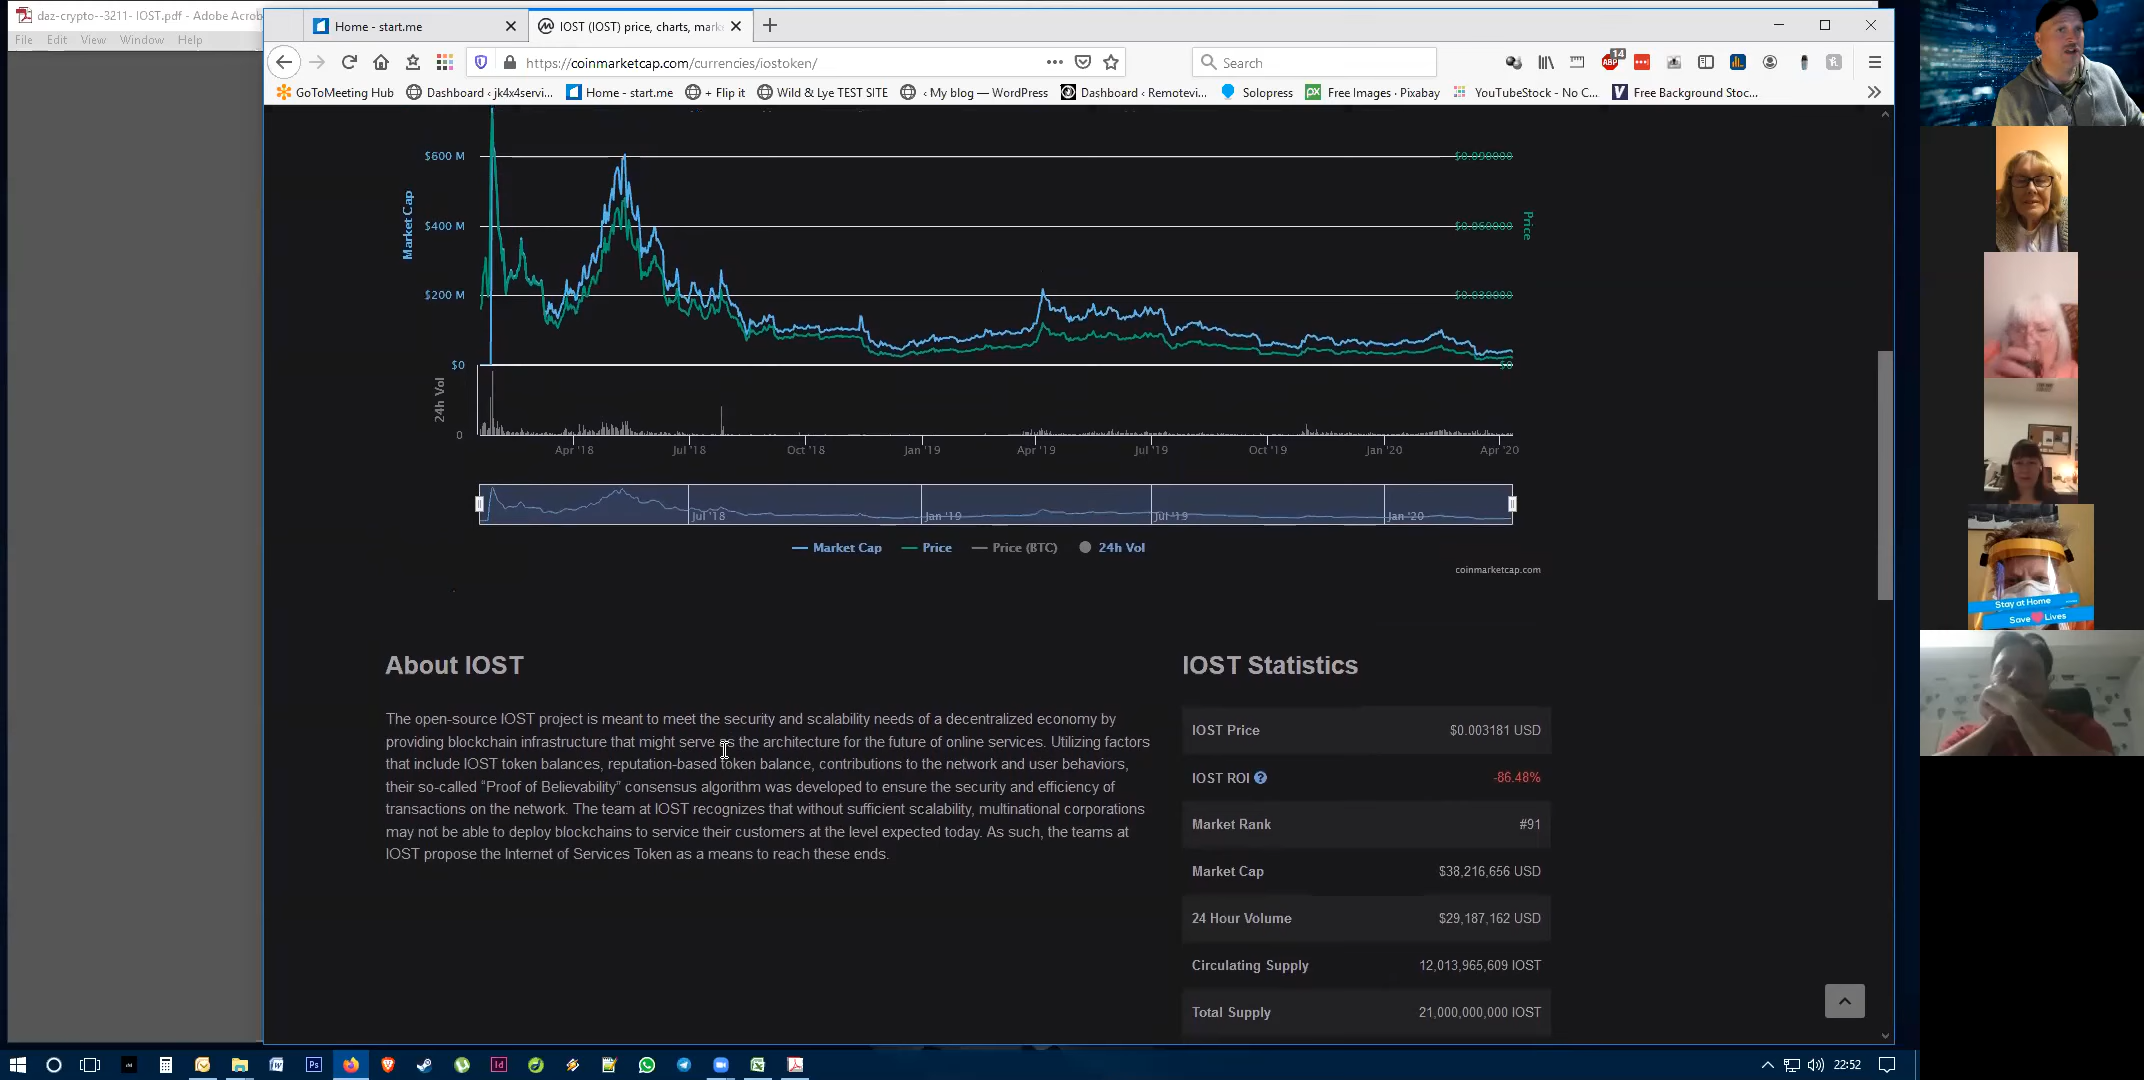 daz-crypto--3211- IOST.pdf - Adobe Acrob
File Edit View Window Help
Home - start.me
IOST (IOST) price, charts, mark
https://coinmarketcap.com/currencies/iostoken/
Search
14
ABP
GoToMeeting Hub
Dashboard ‹ jk4x4servi...
Home - start.me
+ Flip it
Wild & Lye TEST SITE
‹ My blog — WordPress
Dashboard ‹ Remotevi...
Solopress
Free Images · Pixabay
YouTubeStock - No C...
Free Background Stoc...
Market Cap
$600 M
$400 M
$200 M
$0
$0.090000
$0.060000
$0.030000
$0
Price
24h Vol
0
Apr '18 Jul '18 Oct '18 Jan '19 Apr '19 Jul '19 Oct '19 Jan '20 Apr '20
Jul '18 Jan '19 Jul '19 Jan '20
Market Cap Price Price (BTC) 24h Vol
coinmarketcap.com
About IOST
The open-source IOST project is meant to meet the security and scalability needs of a decentralized economy by
providing blockchain infrastructure that might serve as the architecture for the future of online services. Utilizing factors
that include IOST token balances, reputation-based token balance, contributions to the network and user behaviors,
their so-called “Proof of Believability” consensus algorithm was developed to ensure the security and efficiency of
transactions on the network. The team at IOST recognizes that without sufficient scalability, multinational corporations
may not be able to deploy blockchains to service their customers at the level expected today. As such, the teams at
IOST propose the Internet of Services Token as a means to reach these ends.
IOST Statistics
IOST Price $0.003181 USD
IOST ROI ? -86.48%
Market Rank #91
Market Cap $38,216,656 USD
24 Hour Volume $29,187,162 USD
Circulating Supply 12,013,965,609 IOST
Total Supply 21,000,000,000 IOST
Stay at Home
Save Lives
Ps
Id
22:52